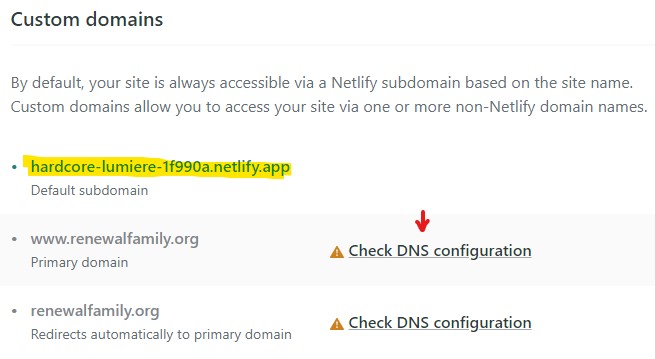 Custom domains
By default, your site is always accessible via a Netlify subdomain based on the site name.
Custom domains allow you to access your site via one or more non-Netlify domain names.
• hardcore-lumiere-1f990a.netlify.app
Default subdomain
• www.renewalfamily.org
Primary domain
Check DNS configuration
• renewalfamily.org
Redirects automatically to primary domain
Check DNS configuration